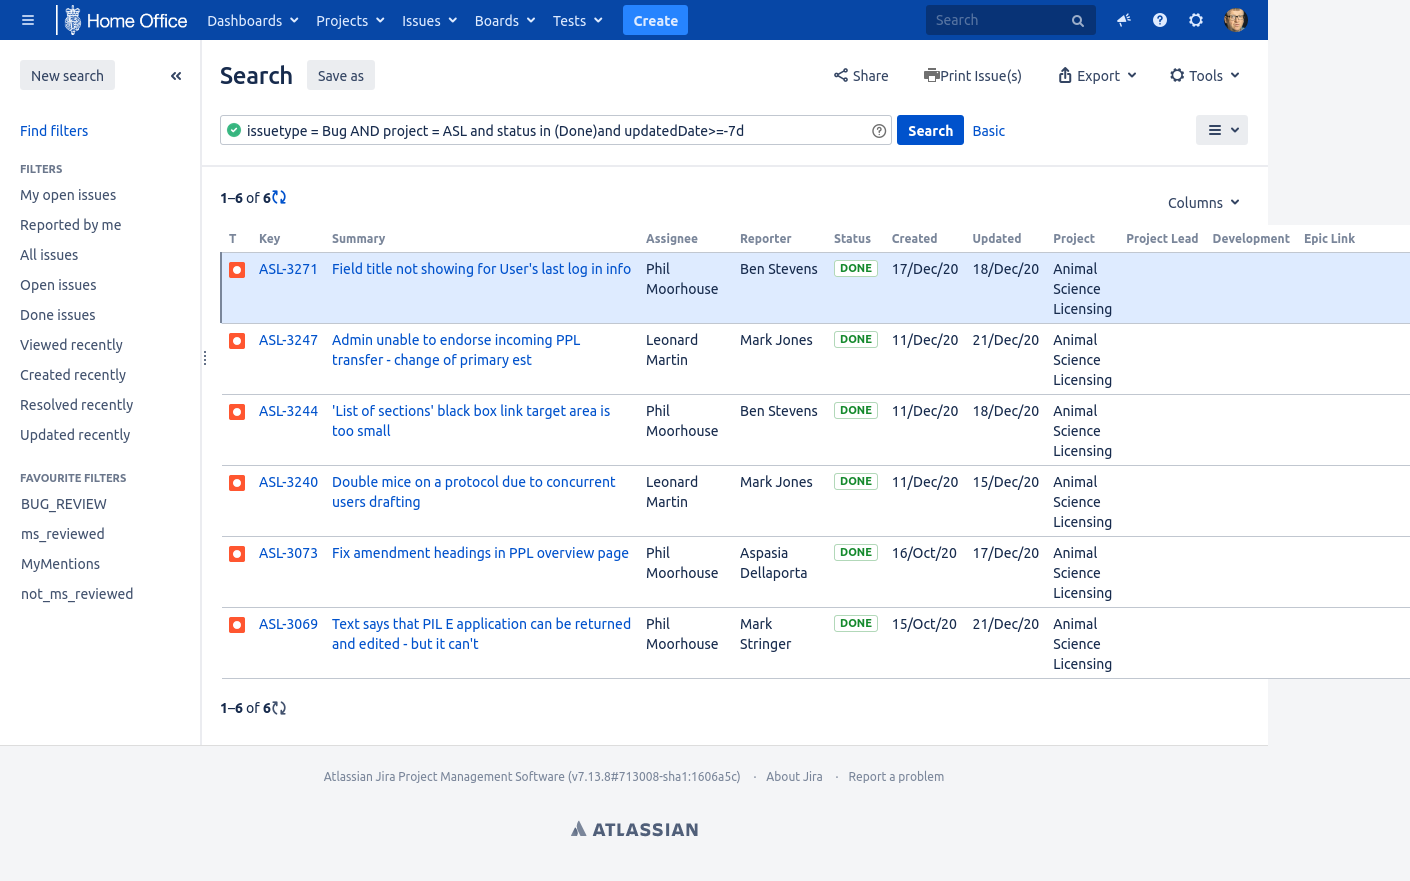 Home Office Dashboards Projects Issues Boards Tests Create Search
New search
Search Save as Share Print Issue(s) Export Tools
issuetype = Bug AND project = ASL and status in (Done)and updatedDate>=-7d Search Basic
Find filters
FILTERS
My open issues
Reported by me
All issues
Open issues
Done issues
Viewed recently
Created recently
Resolved recently
Updated recently
FAVOURITE FILTERS
BUG_REVIEW
ms_reviewed
MyMentions
not_ms_reviewed
1–6 of 6
Columns
T Key Summary Assignee Reporter Status Created Updated Project Project Lead Development Epic Link
ASL-3271 Field title not showing for User's last log in info Phil Ben Stevens DONE 17/Dec/20 18/Dec/20 Animal
Moorhouse Science
Licensing
ASL-3247 Admin unable to endorse incoming PPL Leonard Mark Jones DONE 11/Dec/20 21/Dec/20 Animal
transfer - change of primary est Martin Science
Licensing
ASL-3244 'List of sections' black box link target area is Phil Ben Stevens DONE 11/Dec/20 18/Dec/20 Animal
too small Moorhouse Science
Licensing
ASL-3240 Double mice on a protocol due to concurrent Leonard Mark Jones DONE 11/Dec/20 15/Dec/20 Animal
users drafting Martin Science
Licensing
ASL-3073 Fix amendment headings in PPL overview page Phil Aspasia DONE 16/Oct/20 17/Dec/20 Animal
Moorhouse Dellaporta Science
Licensing
ASL-3069 Text says that PIL E application can be returned Phil Mark DONE 15/Oct/20 21/Dec/20 Animal
and edited - but it can't Moorhouse Stringer Science
Licensing
1–6 of 6
Atlassian Jira Project Management Software (v7.13.8#713008-sha1:1606a5c) · About Jira · Report a problem
ATLASSIAN